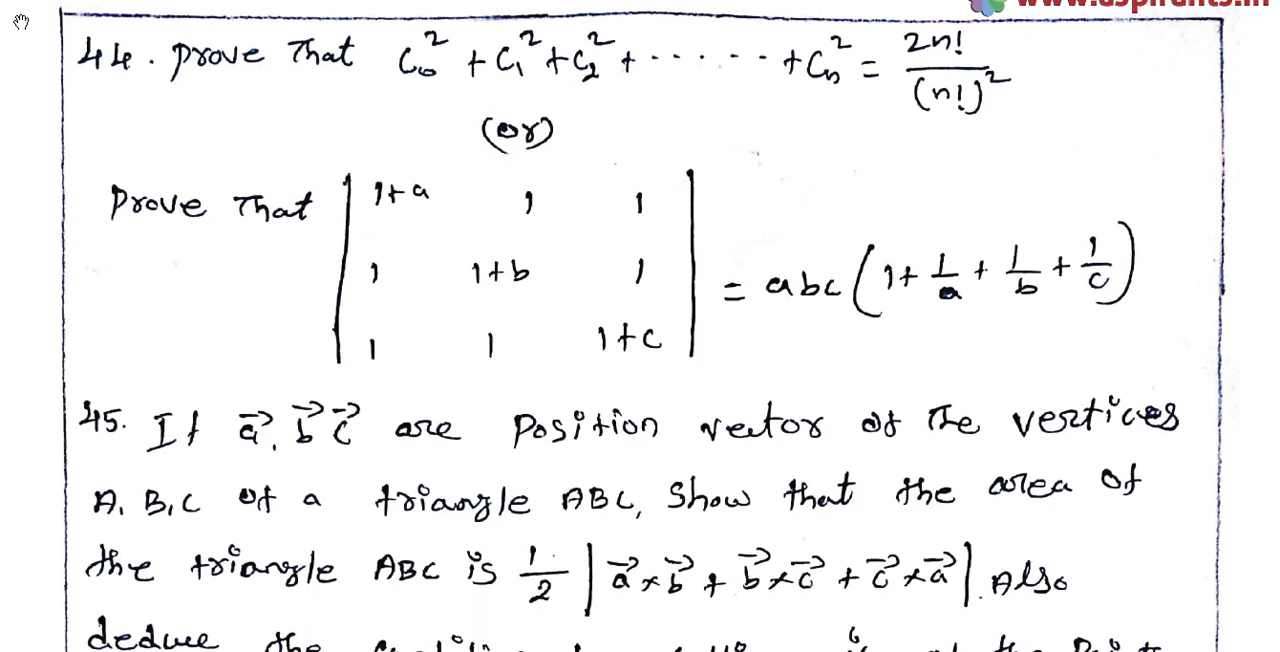 www.aspirants.in
44. Prove That C₀² + C₁² + C₂² + ...... + Cₙ² = 2n!/(n!)²
(or)
Prove That | 1+a 1 1 |
| 1 1+b 1 | = abc(1 + 1/a + 1/b + 1/c)
| 1 1 1+c |
45. If a⃗, b⃗ c⃗ are Position vector of The vertices
A, B, C of a triangle ABC, Show that the area of
the triangle ABC is 1/2 |a⃗×b⃗ + b⃗×c⃗ + c⃗×a⃗|. Also
deduce the